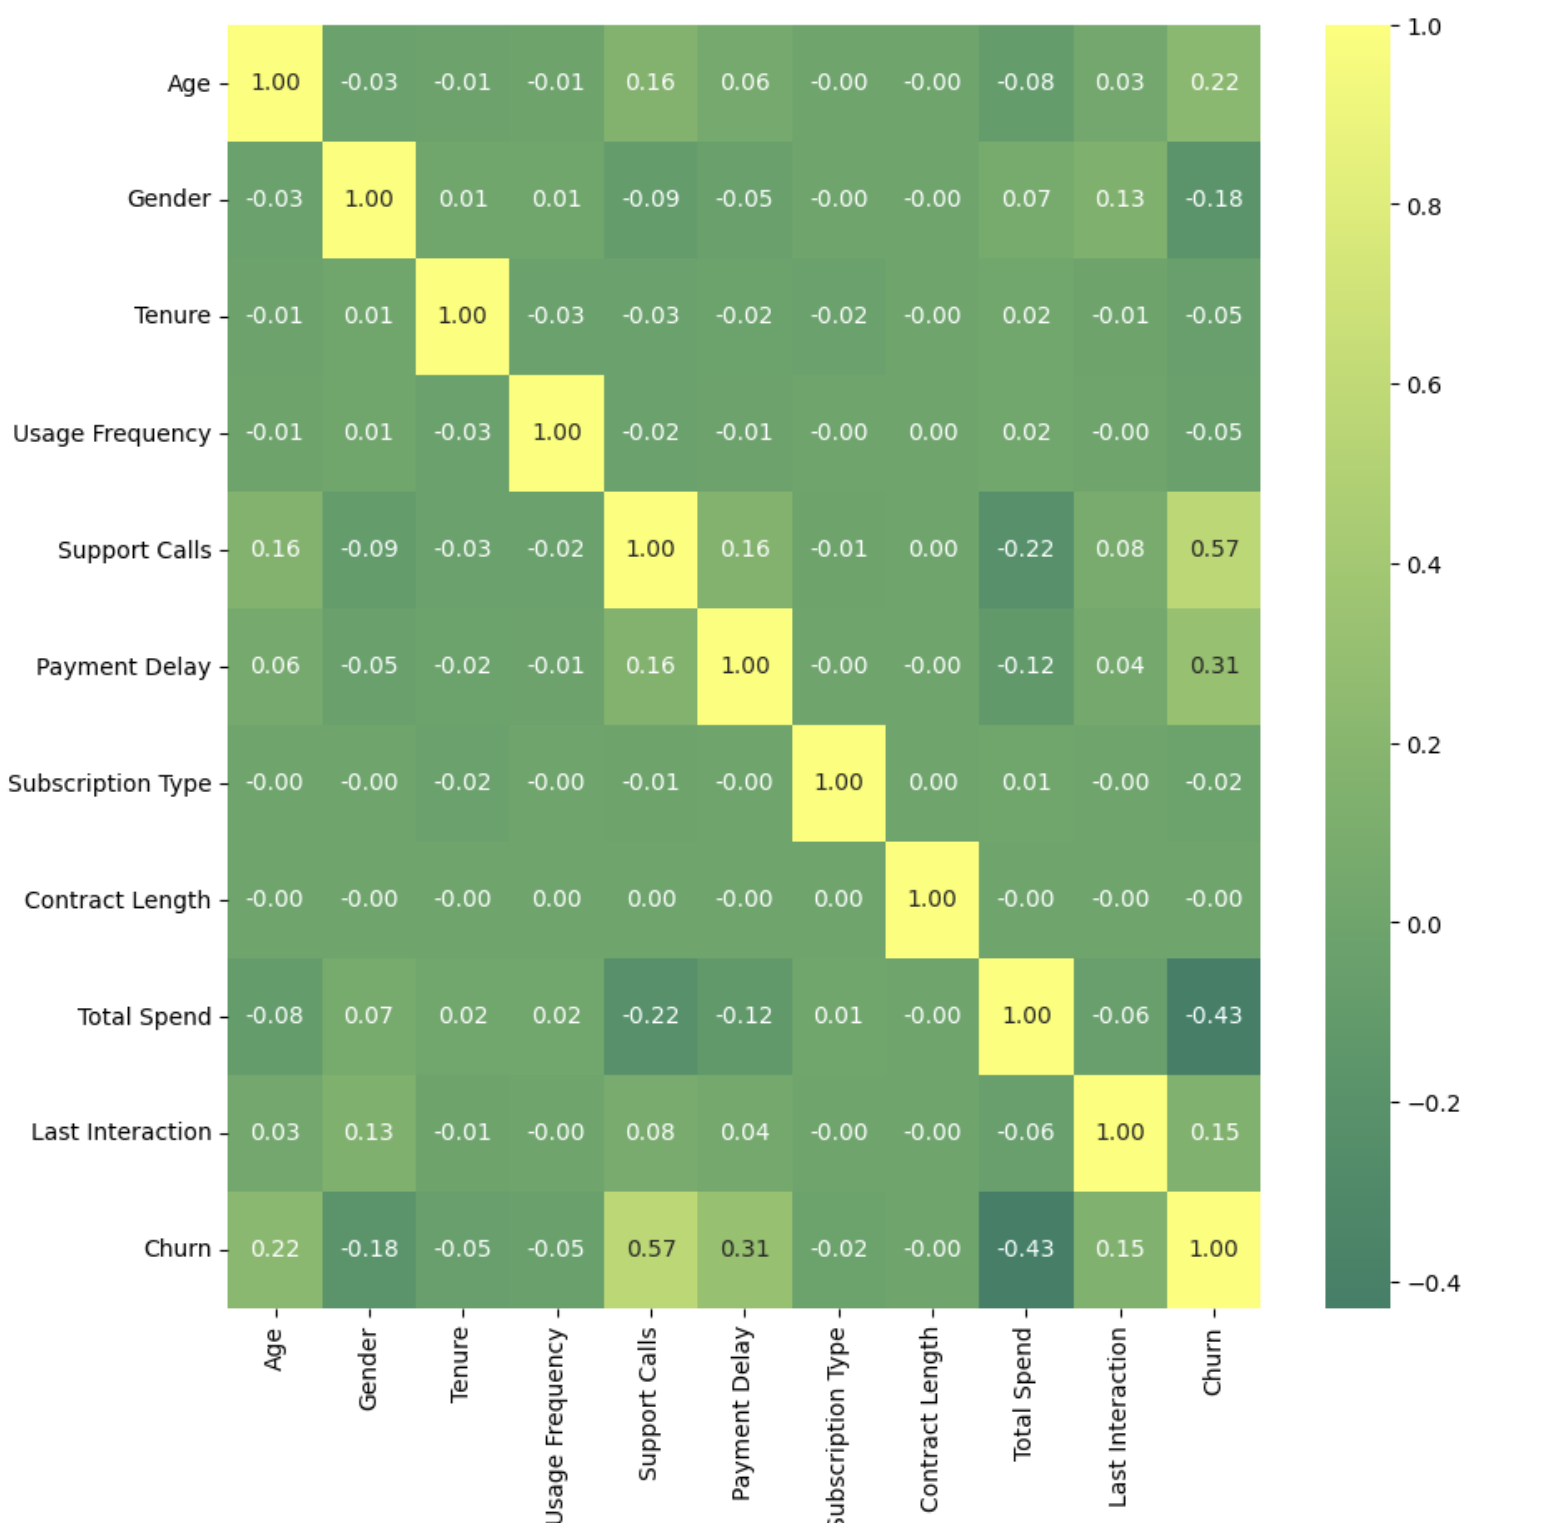 Age 1.00 -0.03 -0.01 -0.01 0.16 0.06 -0.00 -0.00 -0.08 0.03 0.22
Gender -0.03 1.00 0.01 0.01 -0.09 -0.05 -0.00 -0.00 0.07 0.13 -0.18
Tenure -0.01 0.01 1.00 -0.03 -0.03 -0.02 -0.02 -0.00 0.02 -0.01 -0.05
Usage Frequency -0.01 0.01 -0.03 1.00 -0.02 -0.01 -0.00 0.00 0.02 -0.00 -0.05
Support Calls 0.16 -0.09 -0.03 -0.02 1.00 0.16 -0.01 0.00 -0.22 0.08 0.57
Payment Delay 0.06 -0.05 -0.02 -0.01 0.16 1.00 -0.00 -0.00 -0.12 0.04 0.31
Subscription Type -0.00 -0.00 -0.02 -0.00 -0.01 -0.00 1.00 0.00 0.01 -0.00 -0.02
Contract Length -0.00 -0.00 -0.00 0.00 0.00 -0.00 0.00 1.00 -0.00 -0.00 -0.00
Total Spend -0.08 0.07 0.02 0.02 -0.22 -0.12 0.01 -0.00 1.00 -0.06 -0.43
Last Interaction 0.03 0.13 -0.01 -0.00 0.08 0.04 -0.00 -0.00 -0.06 1.00 0.15
Churn 0.22 -0.18 -0.05 -0.05 0.57 0.31 -0.02 -0.00 -0.43 0.15 1.00
Age
Gender
Tenure
Usage Frequency
Support Calls
Payment Delay
Subscription Type
Contract Length
Total Spend
Last Interaction
Churn
1.0
0.8
0.6
0.4
0.2
0.0
−0.2
−0.4